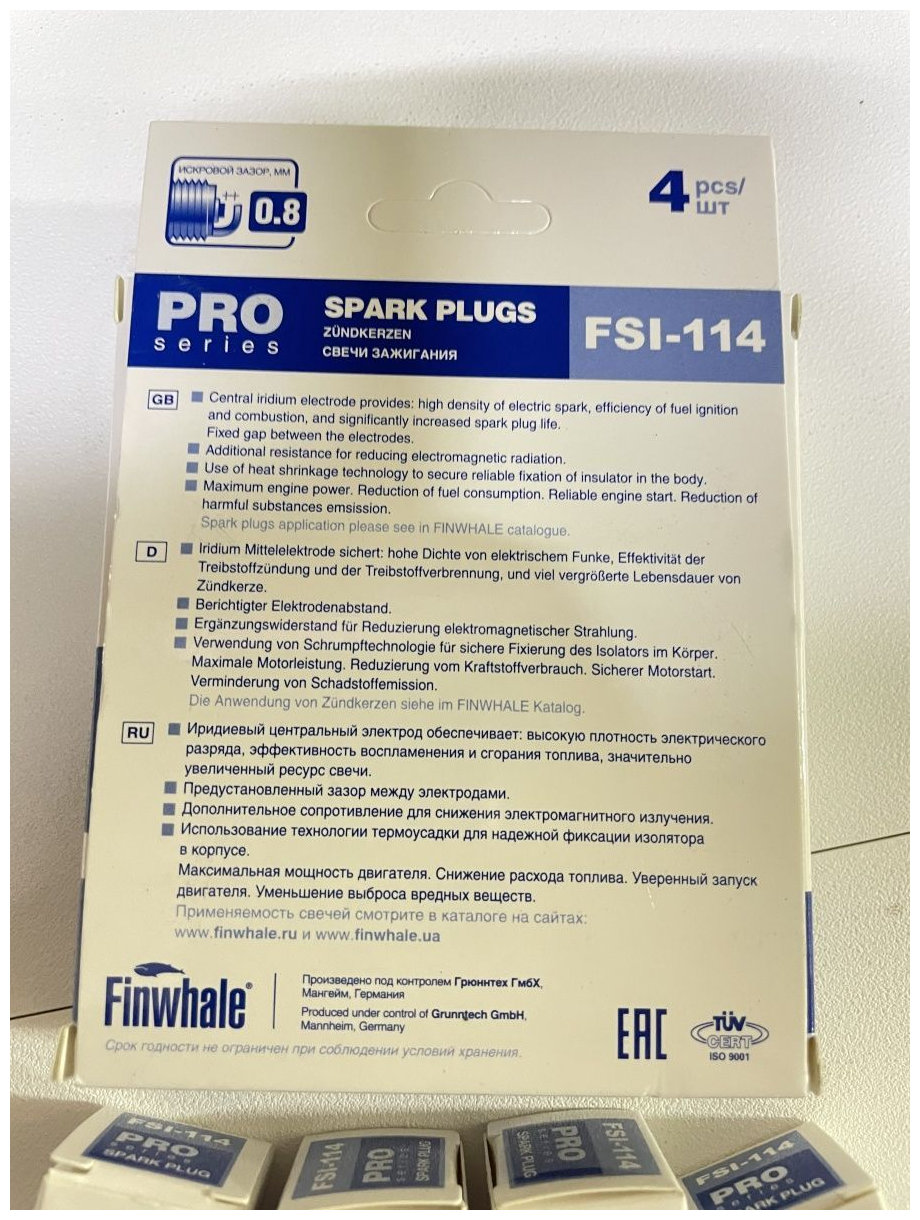 ИСКРОВОЙ ЗАЗОР, ММ
0.8
4 pcs/
шт
PRO
series
SPARK PLUGS
ZÜNDKERZEN
СВЕЧИ ЗАЖИГАНИЯ
FSI-114
GB
Central iridium electrode provides: high density of electric spark, efficiency of fuel ignition
and combustion, and significantly increased spark plug life.
Fixed gap between the electrodes.
Additional resistance for reducing electromagnetic radiation.
Use of heat shrinkage technology to secure reliable fixation of insulator in the body.
Maximum engine power. Reduction of fuel consumption. Reliable engine start. Reduction of
harmful substances emsission.
Spark plugs application please see in FINWHALE catalogue.
D
Iridium Mittelelektrode sichert: hohe Dichte von elektrischem Funke, Effektivität der
Treibstoffzündung und der Treibstoffverbrennung, und viel vergrößerte Lebensdauer von
Zündkerze.
Berichtigter Elektrodenabstand.
Ergänzungswiderstand für Reduzierung elektromagnetischer Strahlung.
Verwendung von Schrumpftechnologie für sichere Fixierung des Isolators im Körper.
Maximale Motorleistung. Reduzierung vom Kraftstoffverbrauch. Sicherer Motorstart.
Verminderung von Schadstoffemission.
Die Anwendung von Zündkerzen siehe im FINWHALE Katalog.
RU
Иридиевый центральный электрод обеспечивает: высокую плотность электрического
разряда, эффективность воспламенения и сгорания топлива, значительно
увеличенный ресурс свечи.
Предустановленный зазор между электродами.
Дополнительное сопротивление для снижения электромагнитного излучения.
Использование технологии термоусадки для надежной фиксации изолятора
в корпусе.
Максимальная мощность двигателя. Снижение расхода топлива. Уверенный запуск
двигателя. Уменьшение выброса вредных веществ.
Применяемость свечей смотрите в каталоге на сайтах:
www.finwhale.ru и www.finwhale.ua
Finwhale®
Произведено под контролем Грюннтех ГмбХ,
Мангейм, Германия
Produced under control of Grunntech GmbH,
Mannheim, Germany
Срок годности не ограничен при соблюдении условий хранения.
EAC
TÜV
CERT
ISO 9001
FSI-114
PRO
series
SPARK PLUG
FSI-114
PRO
series
SPARK PLUG
FSI-114
PRO
series
SPARK PLUG
FSI-114
PRO
series
SPARK PLUG